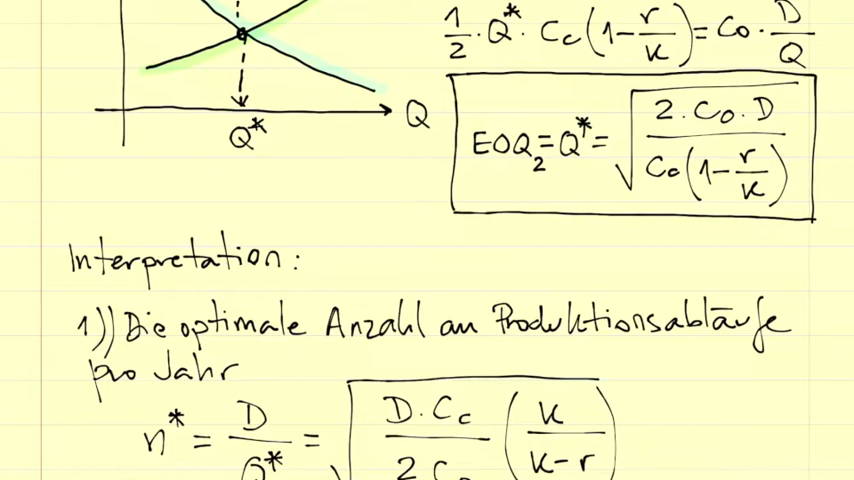 1/2 · Q* · Cc(1 - r/k) = Co · D/Q
Q
Q*
EOQ₂ = Q* = √(2 · Co · D / Cc(1 - r/k))
Interpretation:
1)) Die optimale Anzahl an Produktionsabläufe
pro Jahr
n* = D/Q* = √(D · Cc / 2 Co (k / k - r))